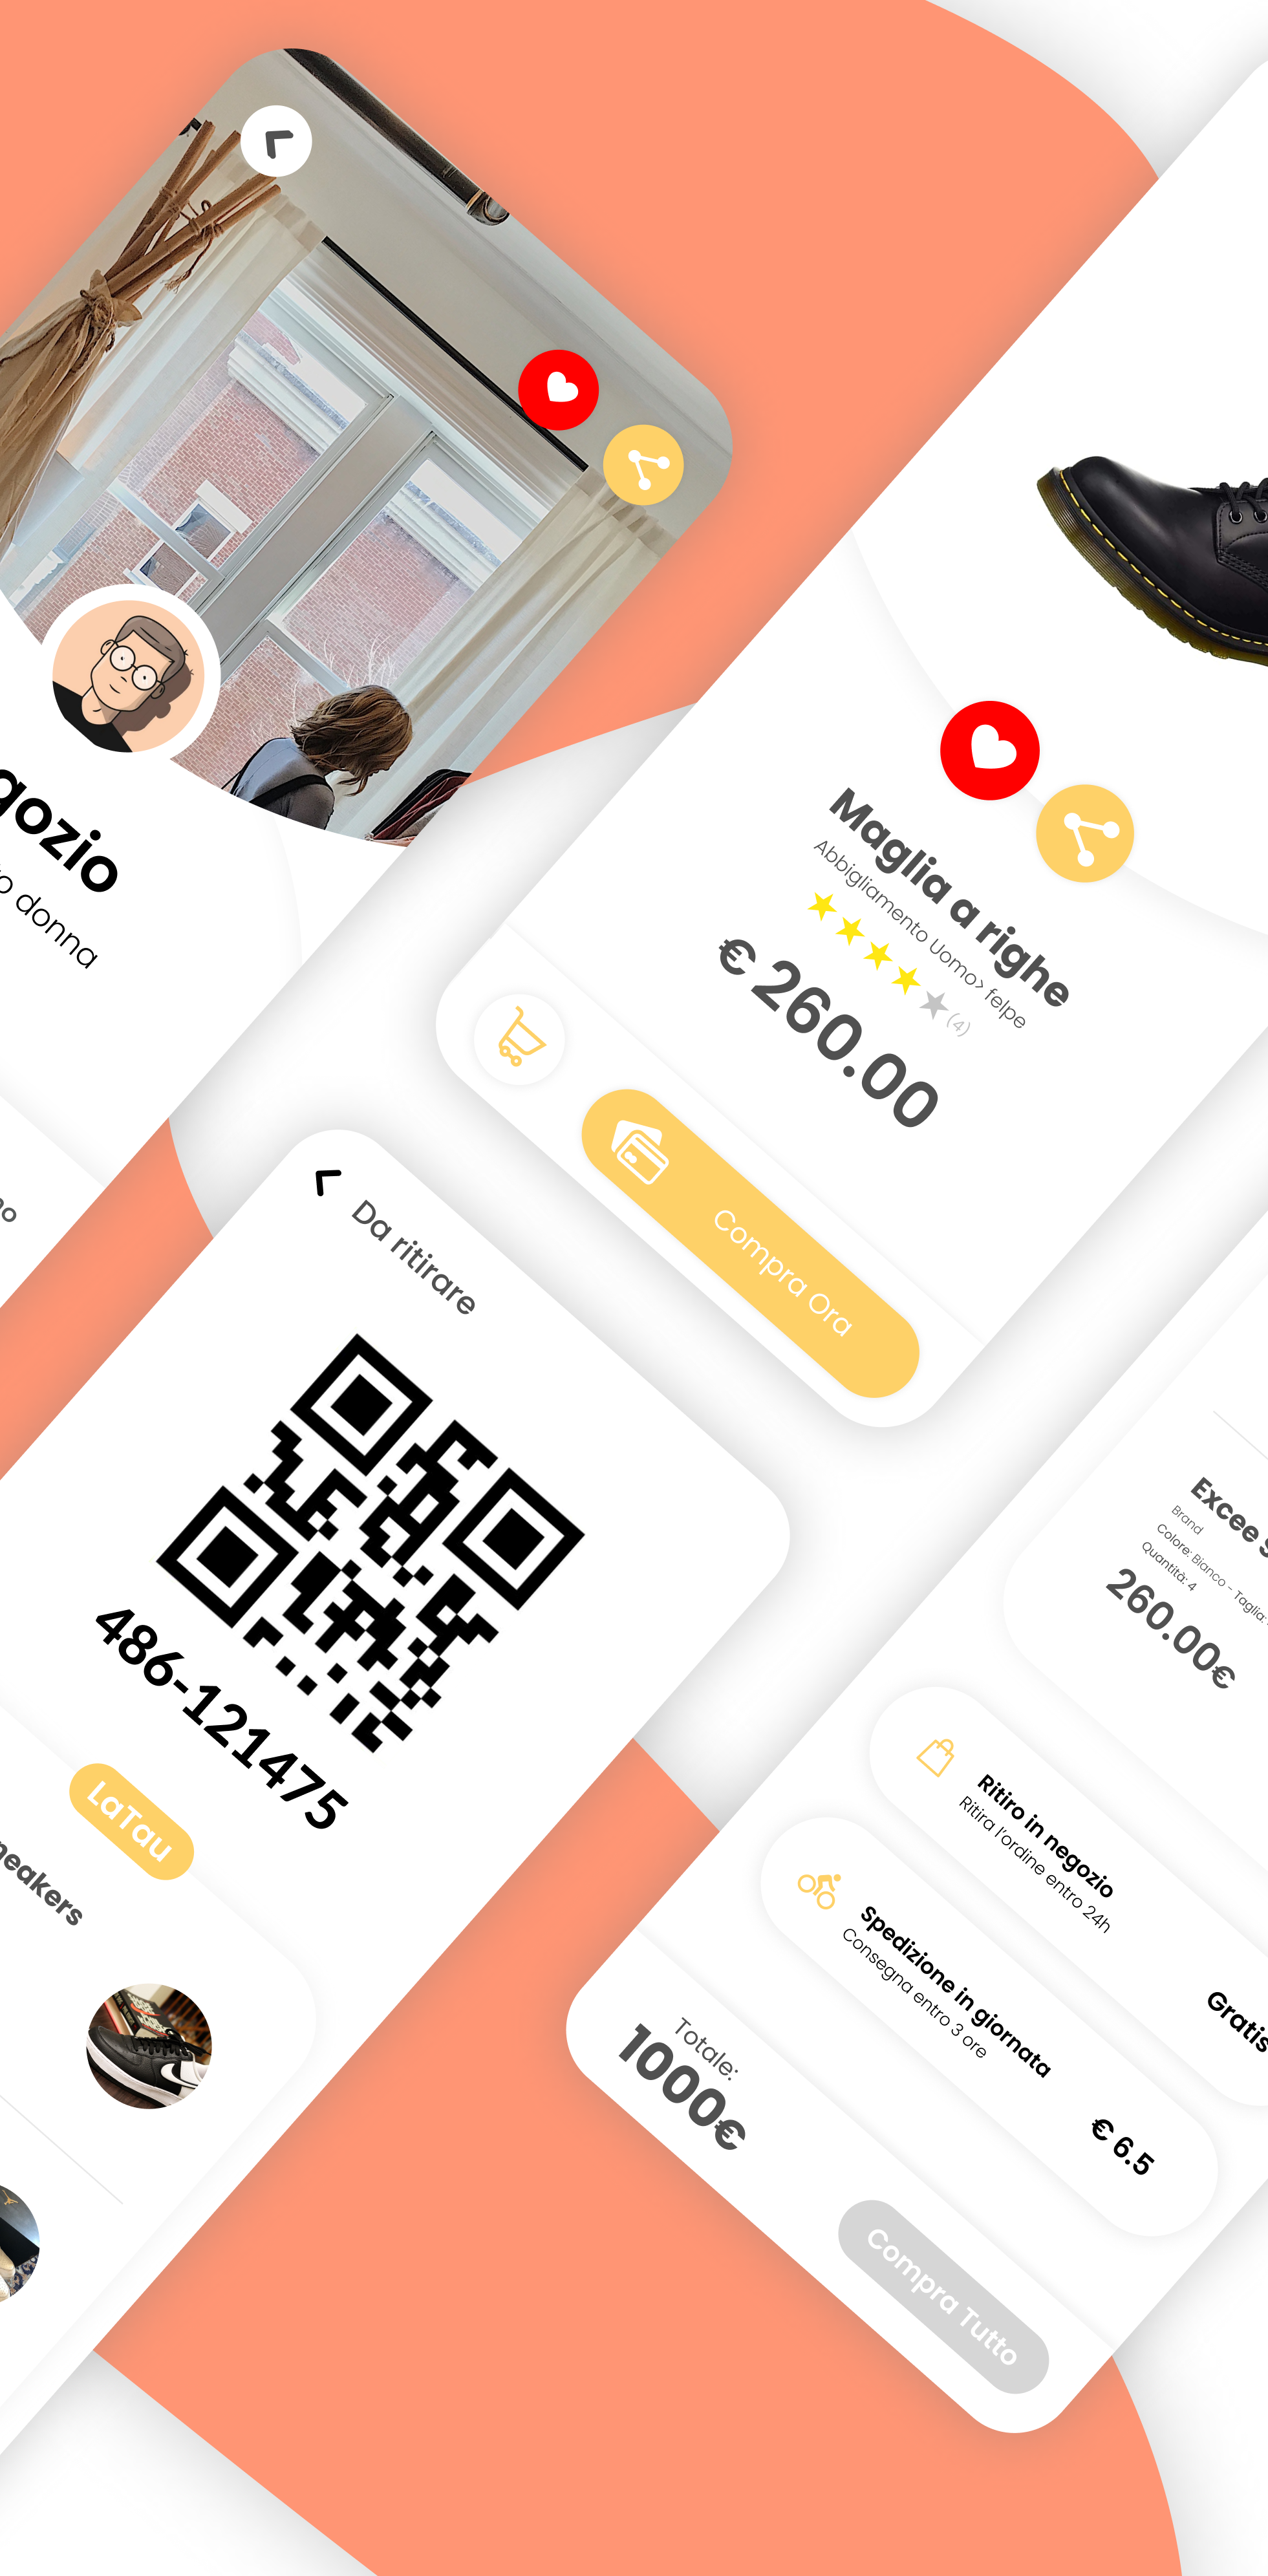 o donna
Maglia a righe
Abbigliamento Uomo> felpe
(4)
€ 260.00
Compra Ora
Da ritirare
486-121475
LaTau
Excee
Brand
Colore: Bianco - Taglia:
Quantità: 4
260.00€
Ritiro in negozio
Ritira l'ordine entro 24h
Gratis
Spedizione in giornata
Consegna entro 3 ore
€ 6.5
Totale:
1000€
Compra Tutto